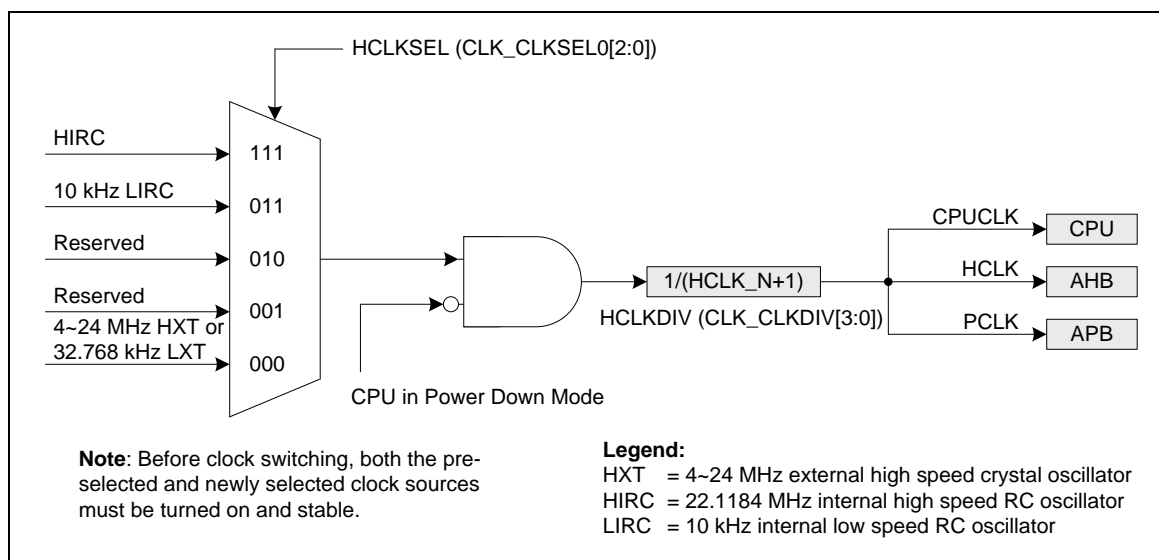 HCLKSEL (CLK_CLKSEL0[2:0])
HIRC
111
10 kHz LIRC
011
Reserved
010
Reserved
001
4~24 MHz HXT or
32.768 kHz LXT
000
CPU in Power Down Mode
1/(HCLK_N+1)
HCLKDIV (CLK_CLKDIV[3:0])
CPUCLK
CPU
HCLK
AHB
PCLK
APB
Note: Before clock switching, both the pre-
selected and newly selected clock sources
must be turned on and stable.
Legend:
HXT = 4~24 MHz external high speed crystal oscillator
HIRC = 22.1184 MHz internal high speed RC oscillator
LIRC = 10 kHz internal low speed RC oscillator